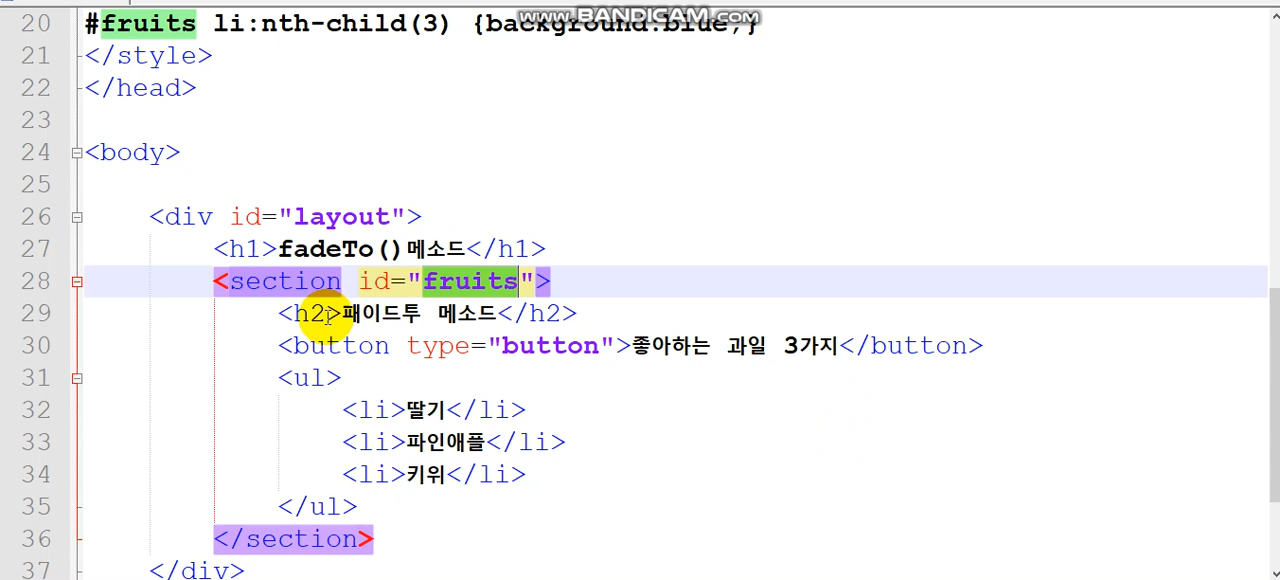 www.BANDICAM.com
20 #fruits li:nth-child(3) {background:blue;}
21 </style>
22 </head>
23
24 <body>
25
26 <div id="layout">
27 <h1>fadeTo()메소드</h1>
28 <section id="fruits">
29 <h2>패이드투 메소드</h2>
30 <button type="button">좋아하는 과일 3가지</button>
31 <ul>
32 <li>딸기</li>
33 <li>파인애플</li>
34 <li>키위</li>
35 </ul>
36 </section>
37 </div>